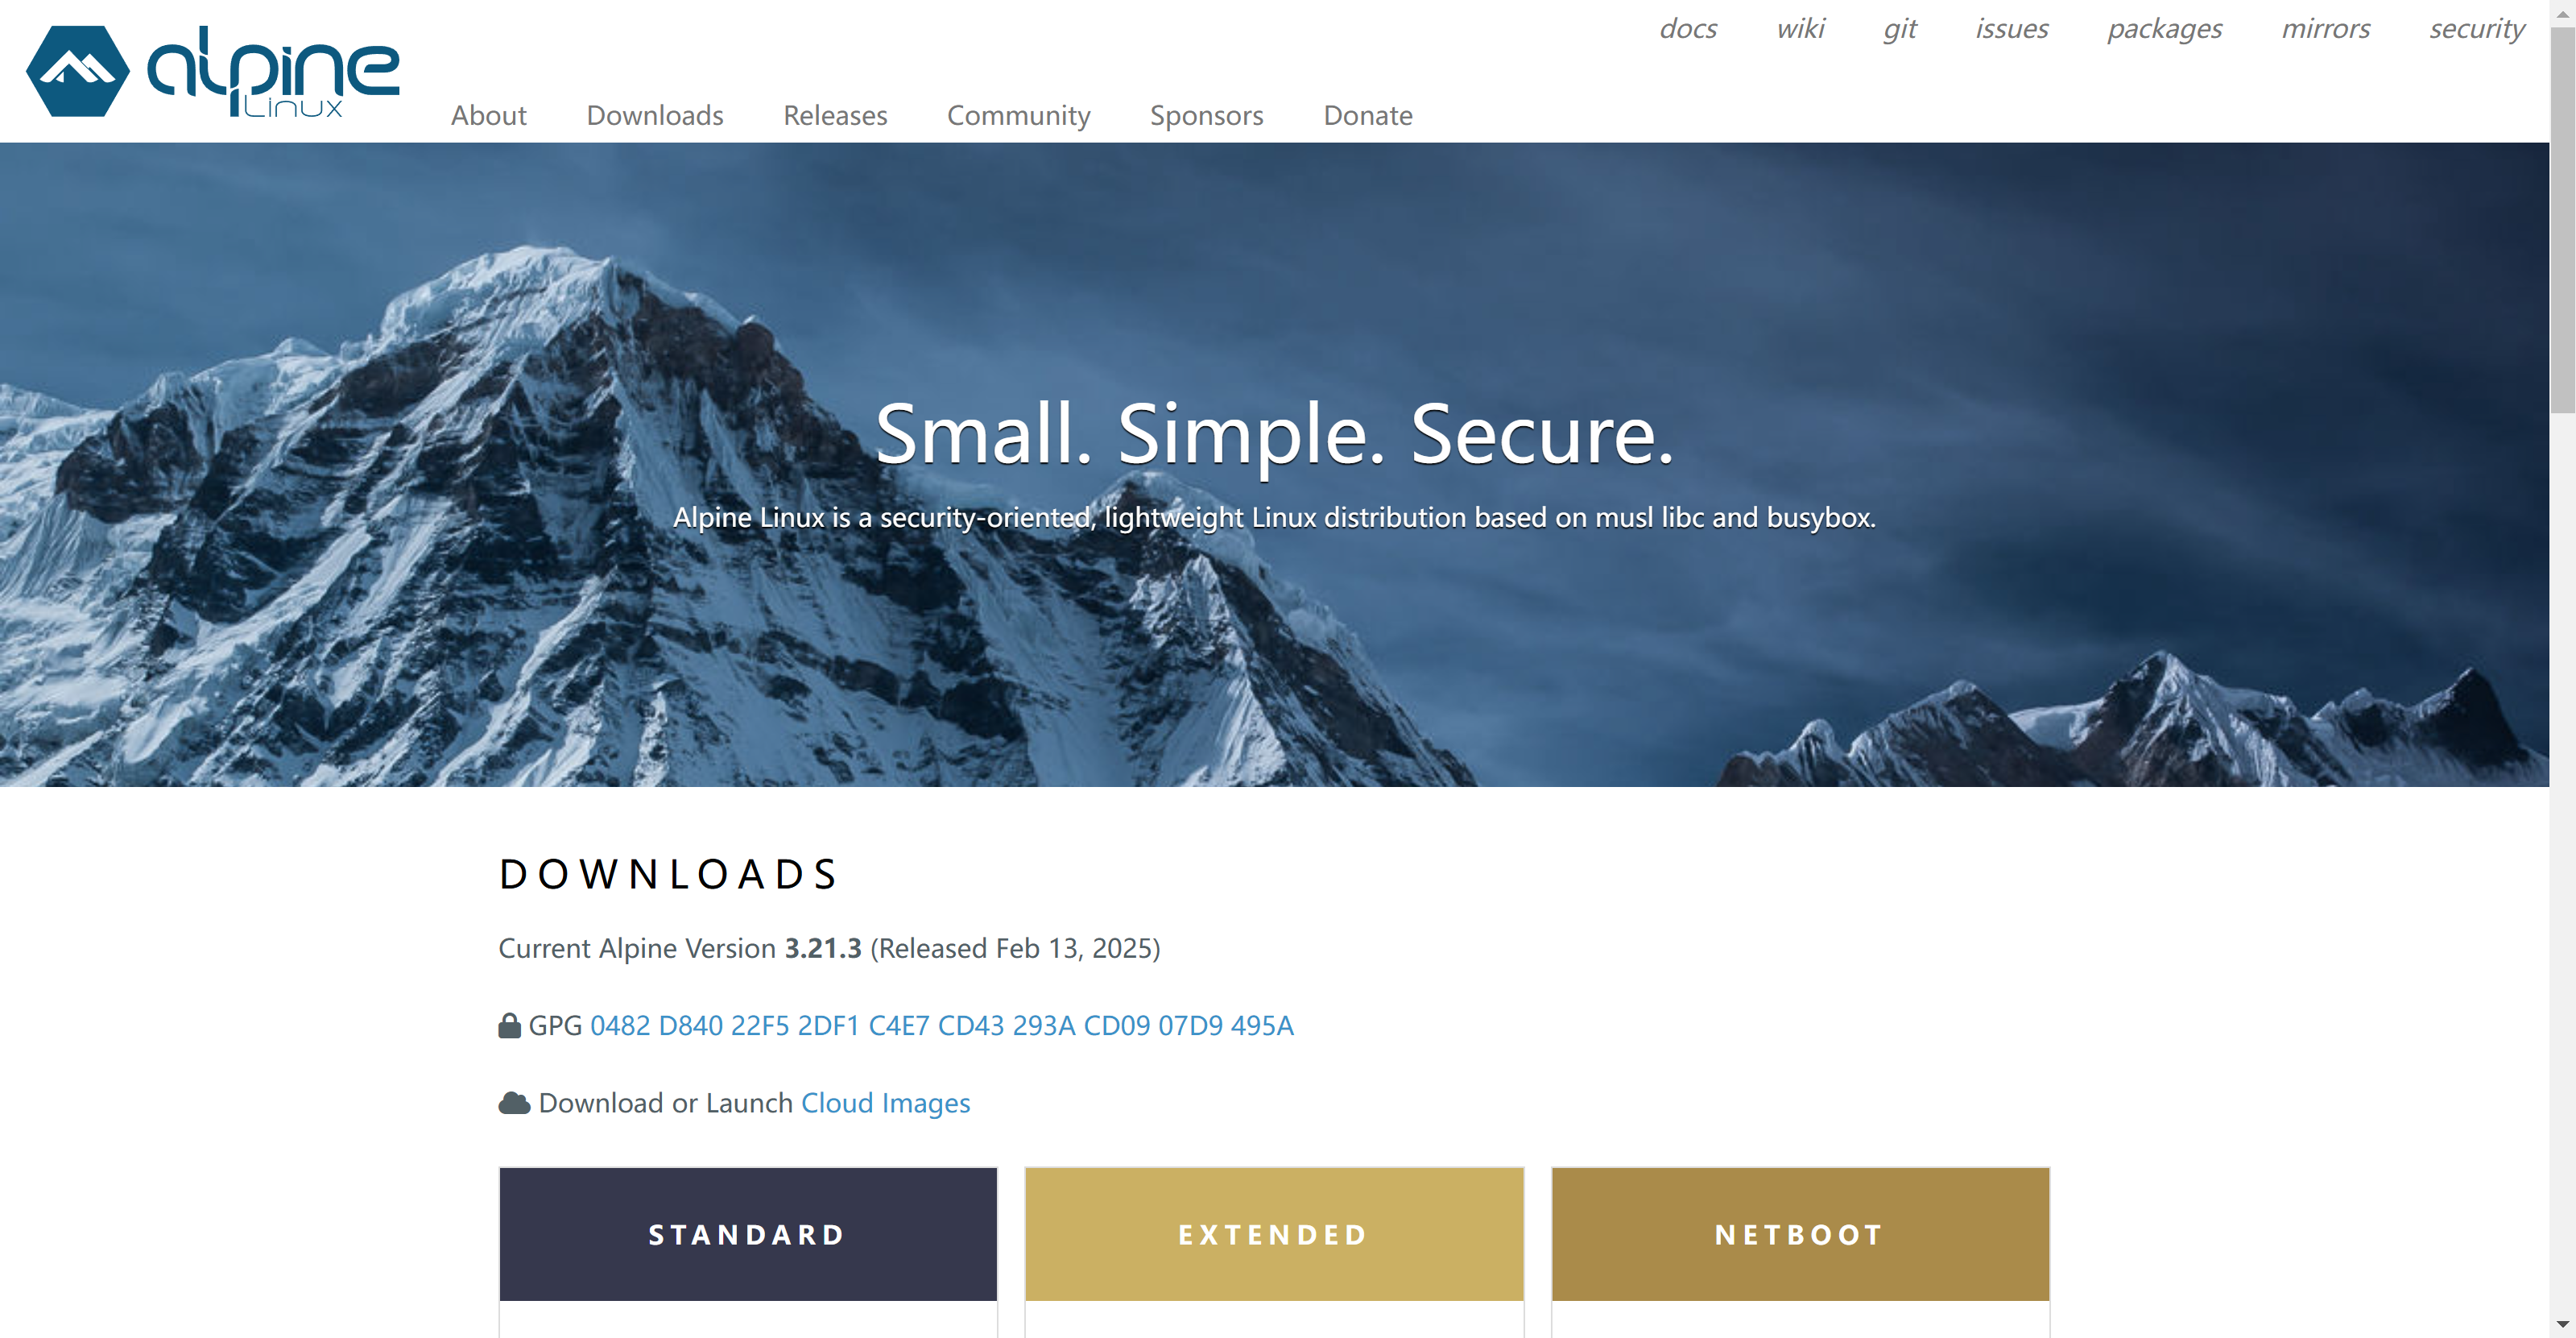 alpine
Linux
docs wiki git issues packages mirrors security
About Downloads Releases Community Sponsors Donate
Small. Simple. Secure.
Alpine Linux is a security-oriented, lightweight Linux distribution based on musl libc and busybox.
DOWNLOADS
Current Alpine Version 3.21.3 (Released Feb 13, 2025)
GPG 0482 D840 22F5 2DF1 C4E7 CD43 293A CD09 07D9 495A
Download or Launch Cloud Images
STANDARD EXTENDED NETBOOT